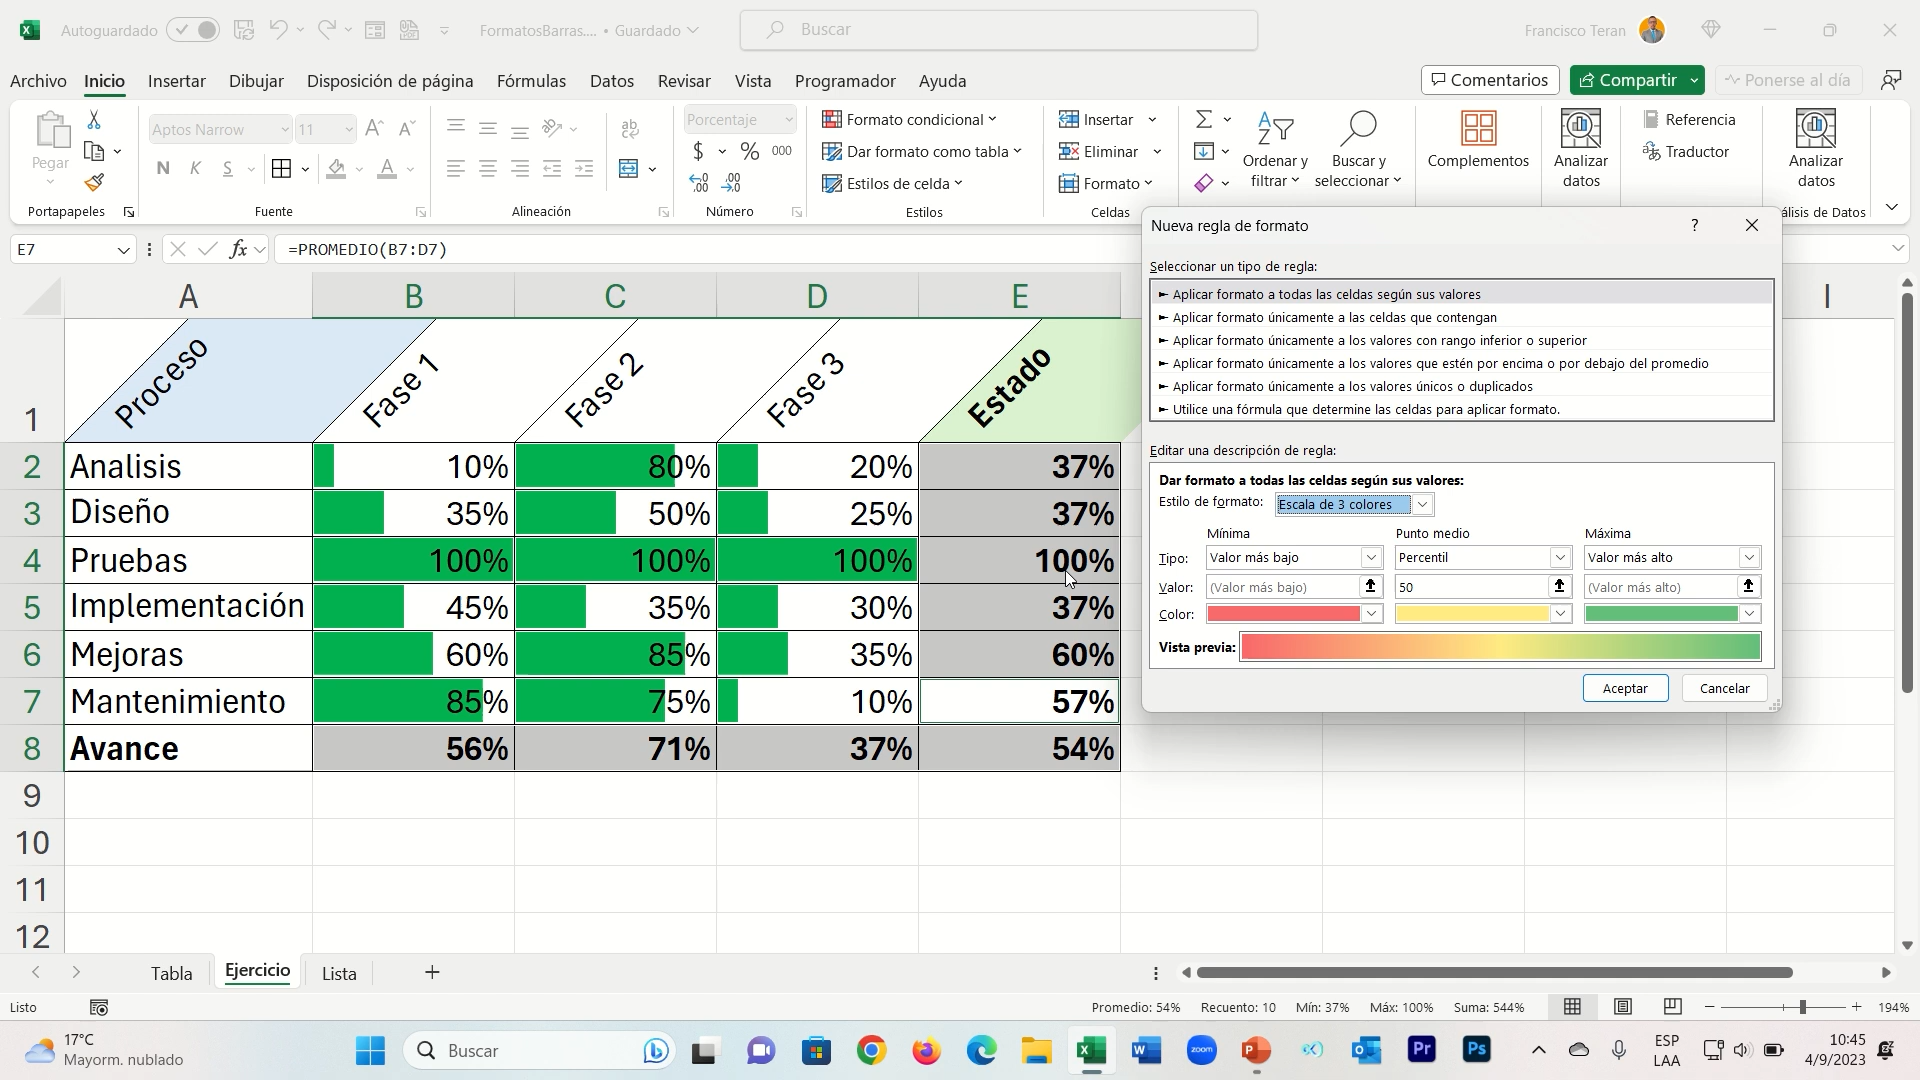 Autoguardado
FormatosBarras.... • Guardado
Buscar
Francisco Teran
Archivo Inicio Insertar Dibujar Disposición de página Fórmulas Datos Revisar Vista Programador Ayuda
Comentarios
Compartir
Ponerse al día
Pegar
Portapapeles
Aptos Narrow 11
N K S
Fuente
Alineación
Porcentaje
$ % 000
Número
Formato condicional
Dar formato como tabla
Estilos de celda
Estilos
Insertar
Eliminar
Formato
Celdas
Ordenar y
filtrar
Buscar y
seleccionar
Complementos
Analizar
datos
Referencia
Traductor
Analizar
datos
álisis de Datos
E7
fx
=PROMEDIO(B7:D7)
A B C D E I
1 Proceso Fase 1 Fase 2 Fase 3 Estado
2 Analisis 10% 80% 20% 37%
3 Diseño 35% 50% 25% 37%
4 Pruebas 100% 100% 100% 100%
5 Implementación 45% 35% 30% 37%
6 Mejoras 60% 85% 35% 60%
7 Mantenimiento 85% 75% 10% 57%
8 Avance 56% 71% 37% 54%
9
10
11
12
Nueva regla de formato
?
Seleccionar un tipo de regla:
► Aplicar formato a todas las celdas según sus valores
► Aplicar formato únicamente a las celdas que contengan
► Aplicar formato únicamente a los valores con rango inferior o superior
► Aplicar formato únicamente a los valores que estén por encima o por debajo del promedio
► Aplicar formato únicamente a los valores únicos o duplicados
► Utilice una fórmula que determine las celdas para aplicar formato.
Editar una descripción de regla:
Dar formato a todas las celdas según sus valores:
Estilo de formato: Escala de 3 colores
Mínima Punto medio Máxima
Tipo: Valor más bajo Percentil Valor más alto
Valor: (Valor más bajo) 50 (Valor más alto)
Color:
Vista previa:
Aceptar Cancelar
Tabla Ejercicio Lista
Listo
Promedio: 54% Recuento: 10 Mín: 37% Máx: 100% Suma: 544%
194%
17°C
Mayorm. nublado
Buscar
zoom
Pr
Ps
ESP
LAA
10:45
4/9/2023